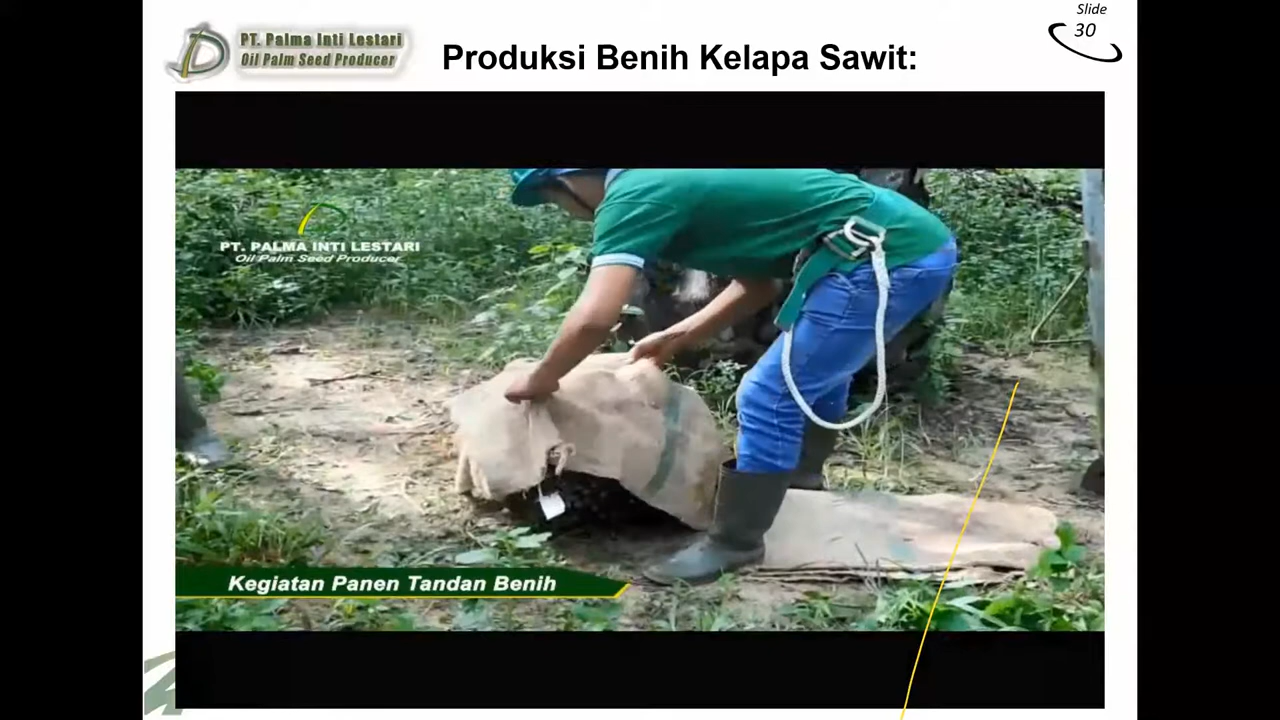 PT. Palma Inti Lestari
Oil Palm Seed Producer
Produksi Benih Kelapa Sawit:
Slide
30
PT. PALMA INTI LESTARI
Oil Palm Seed Producer
Kegiatan Panen Tandan Benih